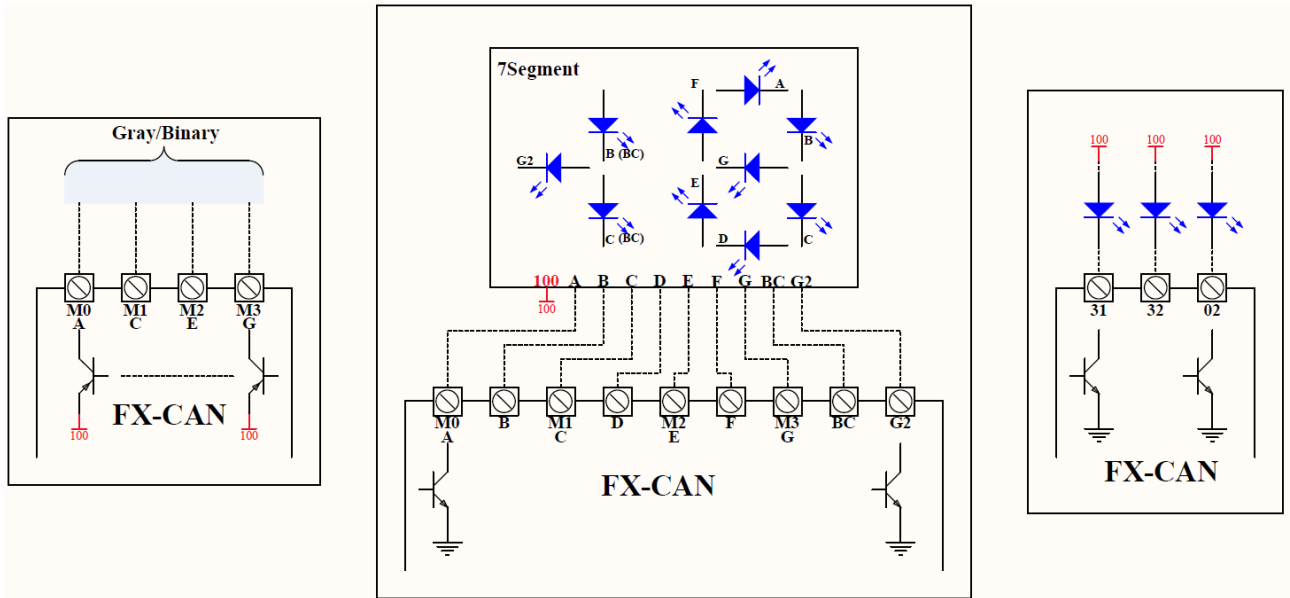 Gray/Binary
M0 M1 M2 M3
A C E G
100 100
FX-CAN
7Segment
F A
B (BC) B
G2 G
E
C (BC) D C
100 A B C D E F G BC G2
100
M0 B M1 D M2 F M3 BC G2
A C E G
FX-CAN
100 100 100
31 32 02
FX-CAN